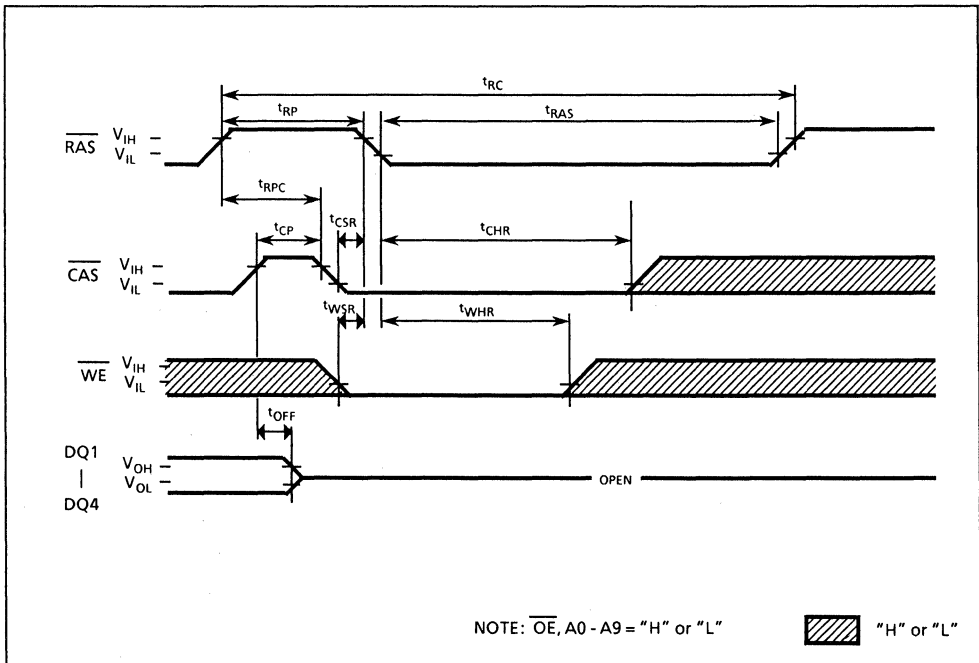 tRC
tRP
tRAS
RAS
VIH
VIL
tRPC
tCP
tCSR
tCHR
CAS
VIH
VIL
tWSR
tWHR
WE
VIH
VIL
tOFF
DQ1
|
DQ4
VOH
VOL
OPEN
NOTE: OE, A0 - A9 = "H" or "L"
"H" or "L"